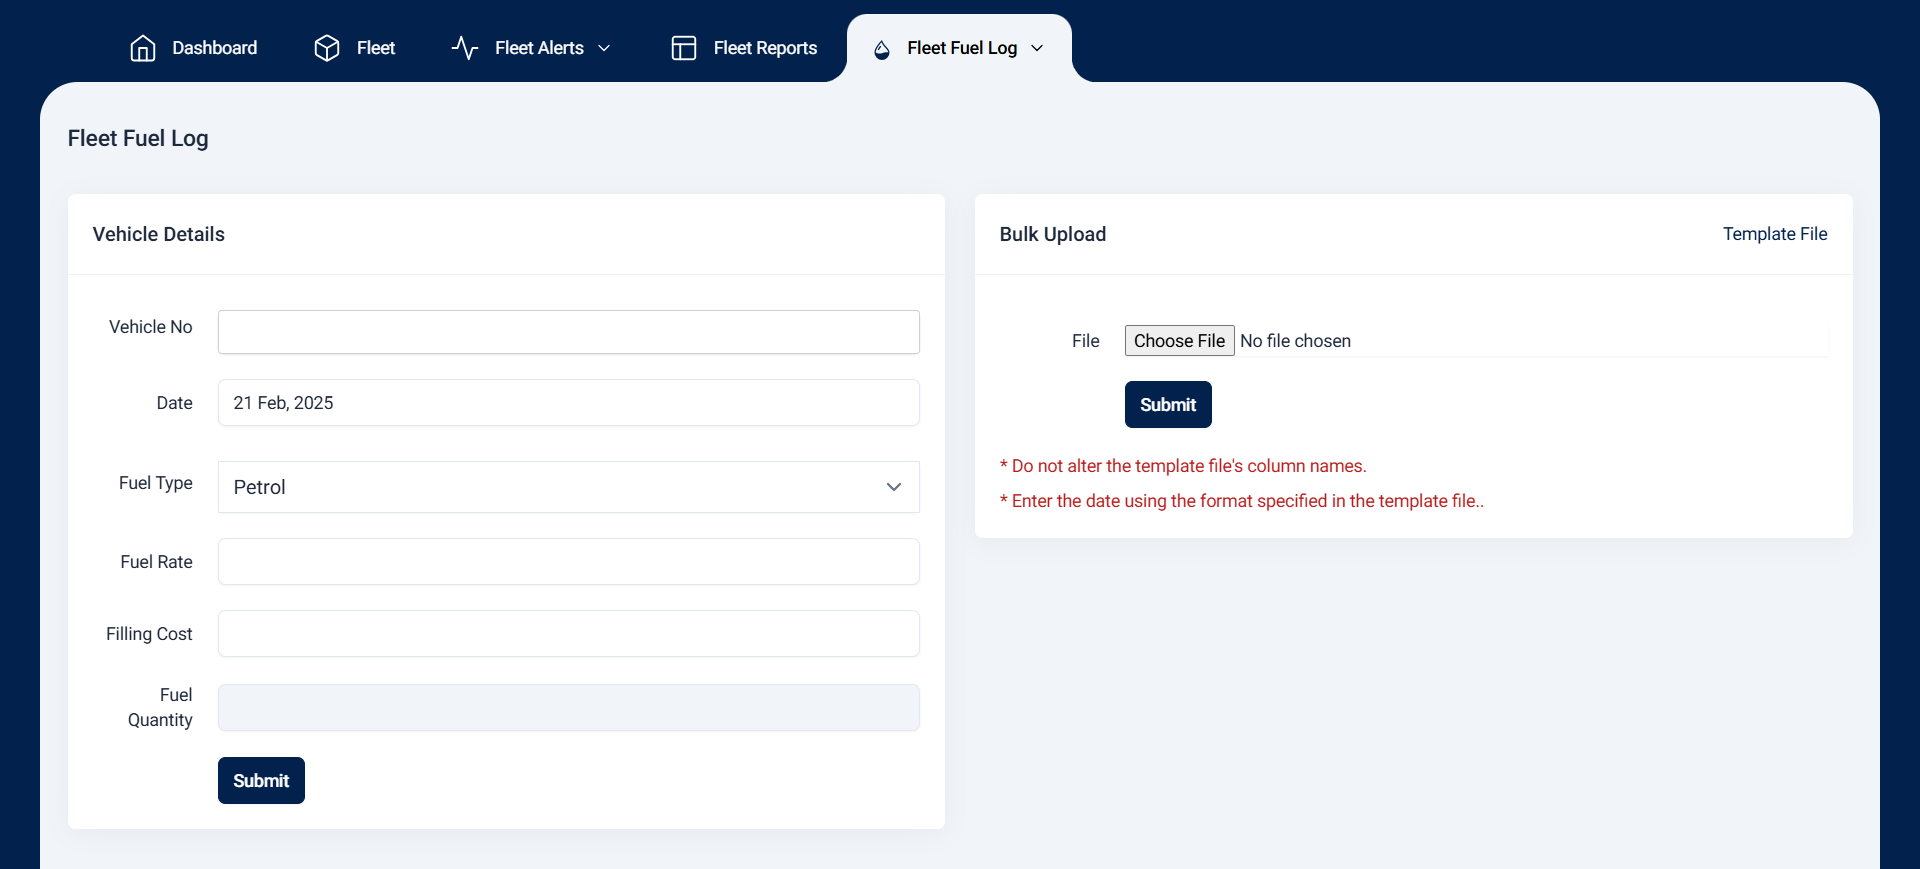 Dashboard
Fleet
Fleet Alerts
Fleet Reports
Fleet Fuel Log
Fleet Fuel Log
Vehicle Details
Vehicle No
Date
21 Feb, 2025
Fuel Type
Petrol
Fuel Rate
Filling Cost
Fuel
Quantity
Submit
Bulk Upload
Template File
File
Choose File No file chosen
Submit
* Do not alter the template file's column names.
* Enter the date using the format specified in the template file..